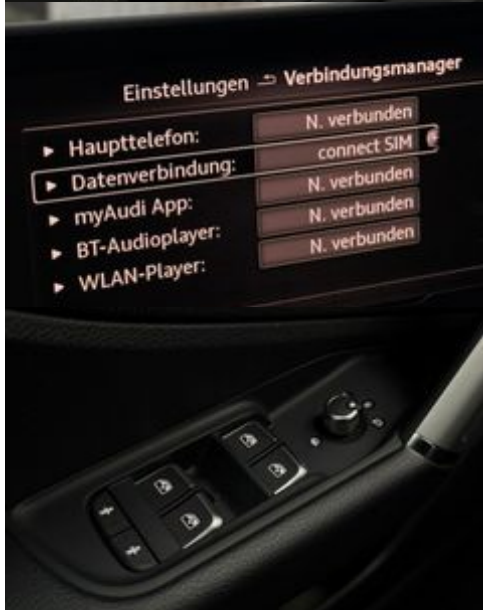 Einstellungen Verbindungsmanager
Haupttelefon: N. verbunden
Datenverbindung: connect SIM
myAudi App: N. verbunden
BT-Audioplayer: N. verbunden
WLAN-Player: N. verbunden